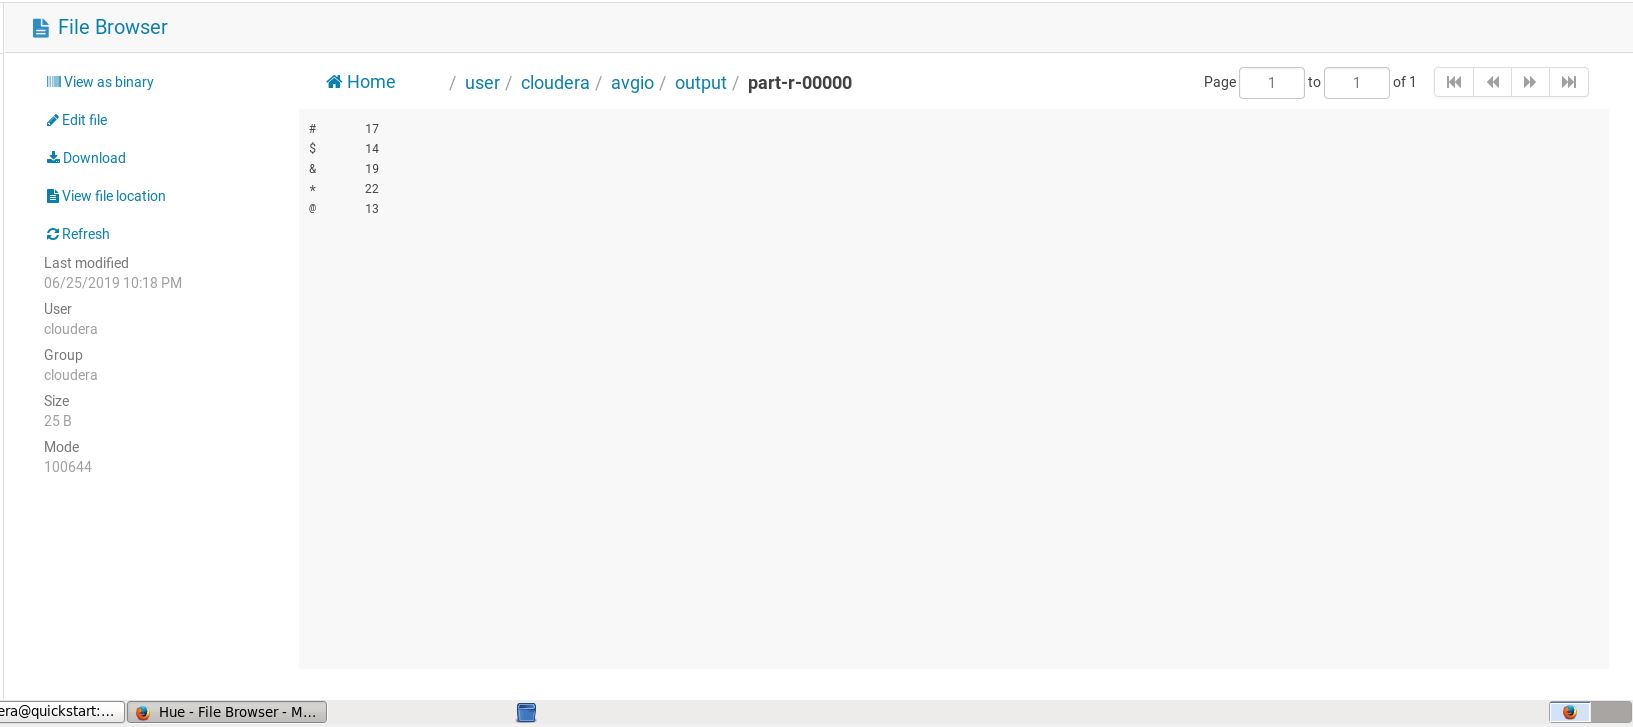 File Browser
View as binary
Edit file
Download
View file location
Refresh
Last modified
06/25/2019 10:18 PM
User
cloudera
Group
cloudera
Size
25 B
Mode
100644
Home / user / cloudera / avgio / output / part-r-00000
Page 1 to 1 of 1
# 17
$ 14
& 19
* 22
@ 13
era@quickstart:...
Hue - File Browser - M...